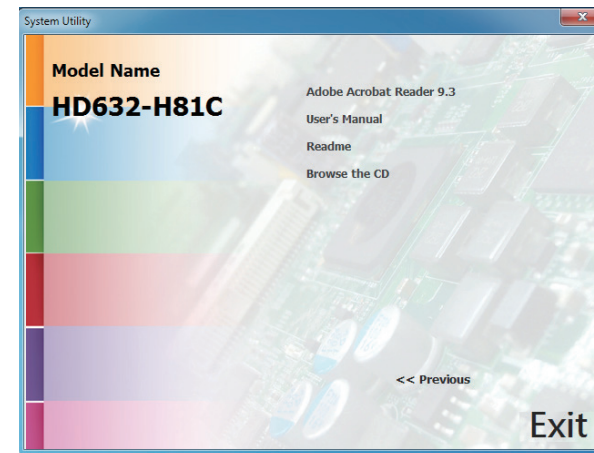 System Utility
Model Name
HD632-H81C
Adobe Acrobat Reader 9.3
User's Manual
Readme
Browse the CD
<< Previous
Exit